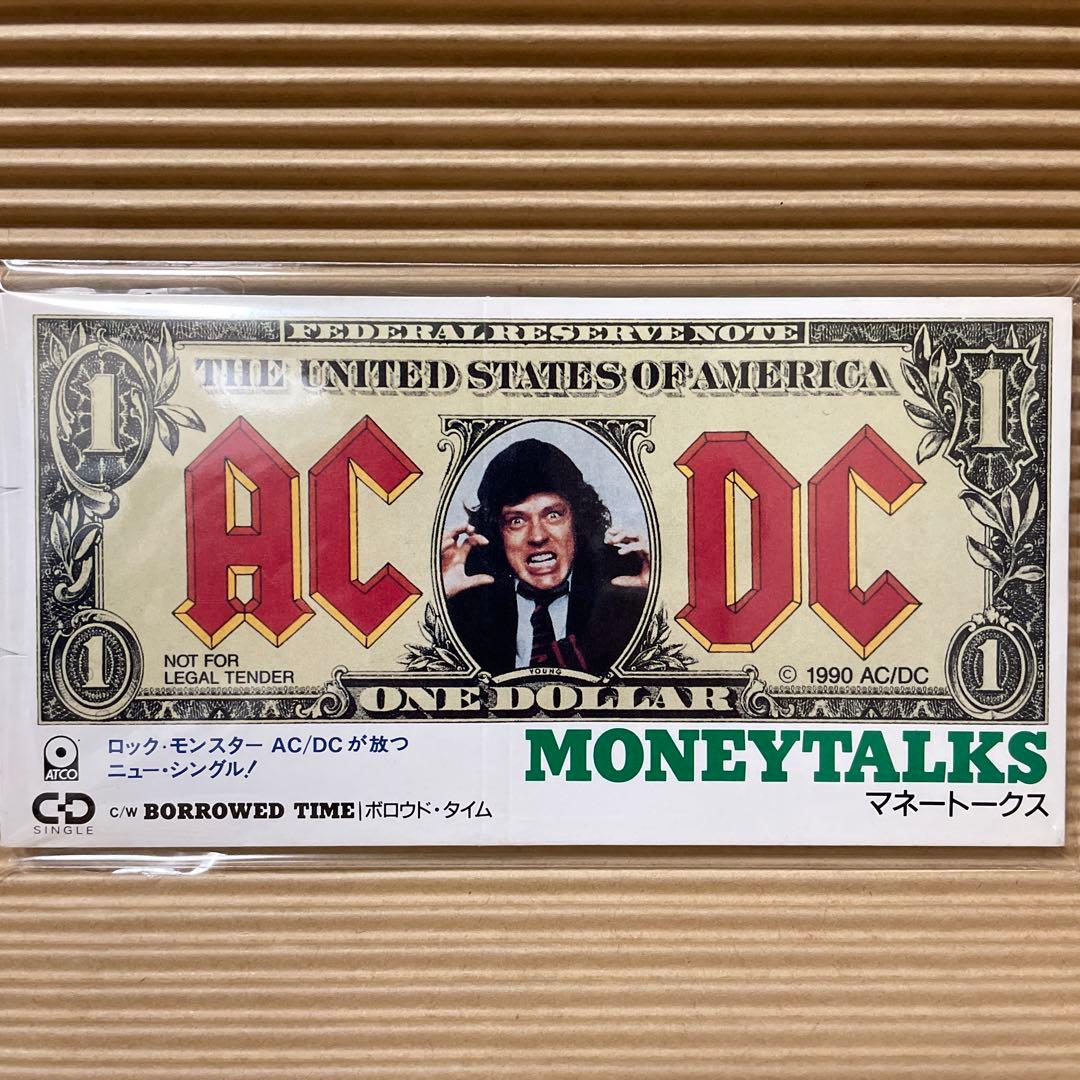 FEDERAL RESERVE NOTE
THE UNITED STATES OF AMERICA
1 1
AC DC
NOT FOR
LEGAL TENDER
YOUNG
© 1990 AC/DC
1 ONE DOLLAR 1
ATCO
ロック・モンスター AC/DCが放つ
ニュー・シングル!
MONEYTALKS
マネートークス
CD
SINGLE
C/W BORROWED TIME|ボロウド・タイム